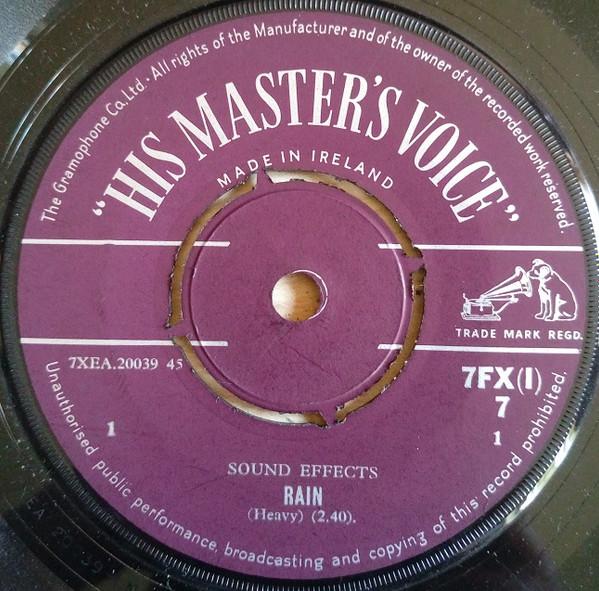 The Gramophone Co. Ltd. · All rights of the Manufacturer and of the owner of the recorded work reserved.
"HIS MASTER'S VOICE"
MADE IN IRELAND
TRADE MARK REGD.
7XEA.20039 45
7FX(I)
7
1
1
SOUND EFFECTS
RAIN
(Heavy) (2.40).
Unauthorised public performance, broadcasting and copying of this record prohibited.